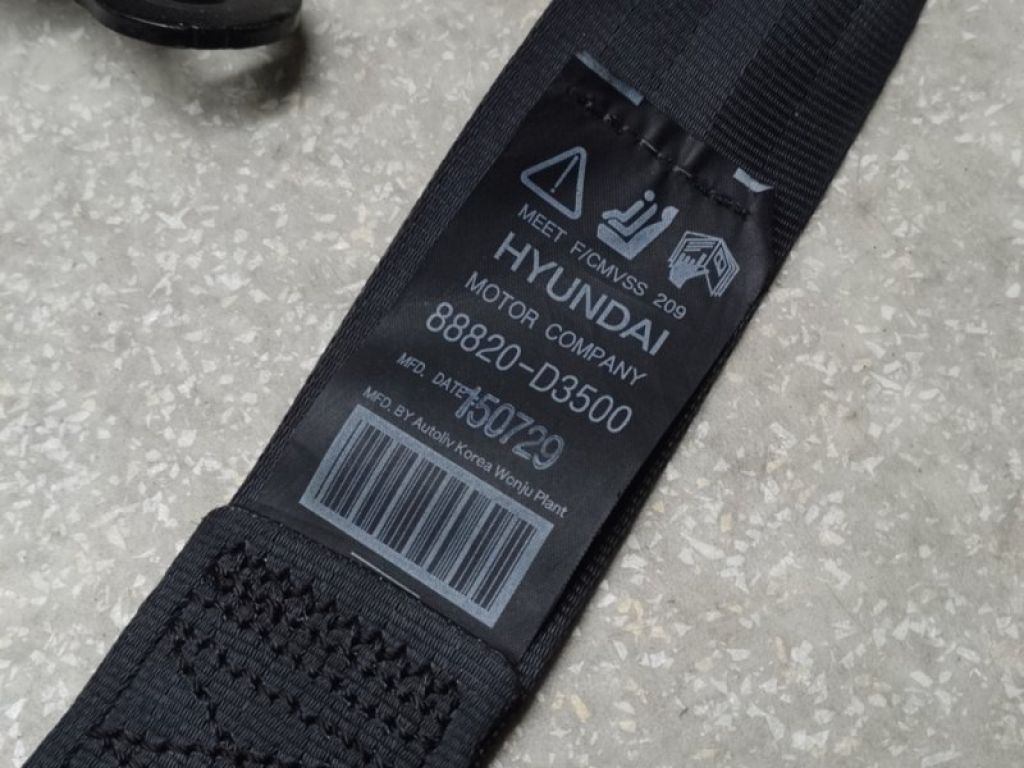 MEET F/CMVSS 209
HYUNDAI
MOTOR COMPANY
88820-D3500
MFD. DATE 150729
MFD. BY Autoliv Korea Wonju Plant